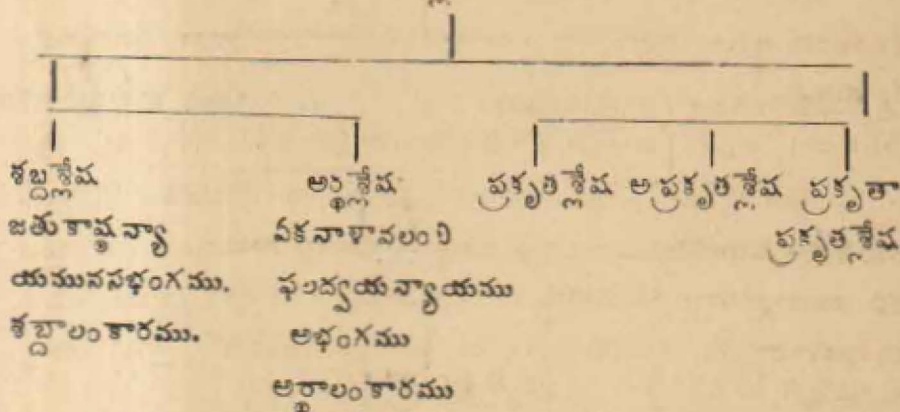 శబ్దశ్లేష అర్థశ్లేష ప్రకృతశ్లేష అప్రకృతశ్లేష ప్రకృతా
జతుకాష్ఠన్యా ఏకనాళావలంబి ప్రకృతశ్లేష
యమునసభంగము. ఫలద్వయన్యాయము
శబ్దాలంకారము. అభంగము
అర్థాలంకారము